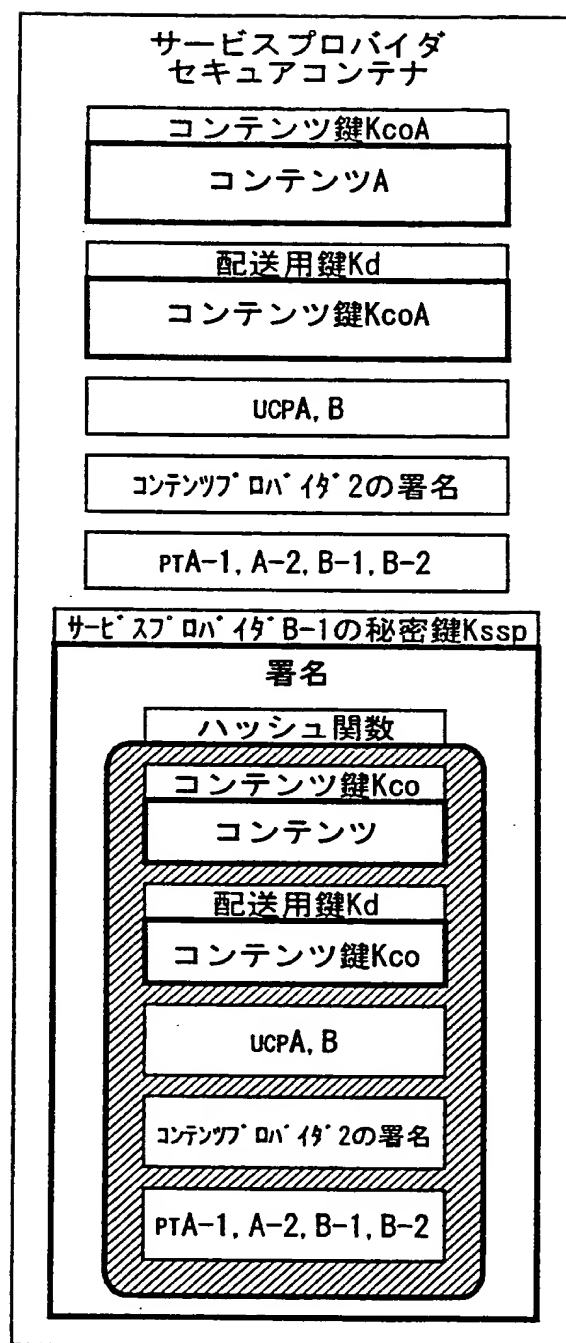 サービスプロバイダ
セキュアコンテナ
コンテンツ鍵KcoA
コンテンツA
配送用鍵Kd
コンテンツ鍵KcoA
UCPA, B
コンテンツプロバイダ2の署名
PTA-1, A-2, B-1, B-2
サービスプロバイダB-1の秘密鍵Kssp
署名
ハッシュ関数
コンテンツ鍵Kco
コンテンツ
配送用鍵Kd
コンテンツ鍵Kco
UCPA, B
コンテンツプロバイダ2の署名
PTA-1, A-2, B-1, B-2